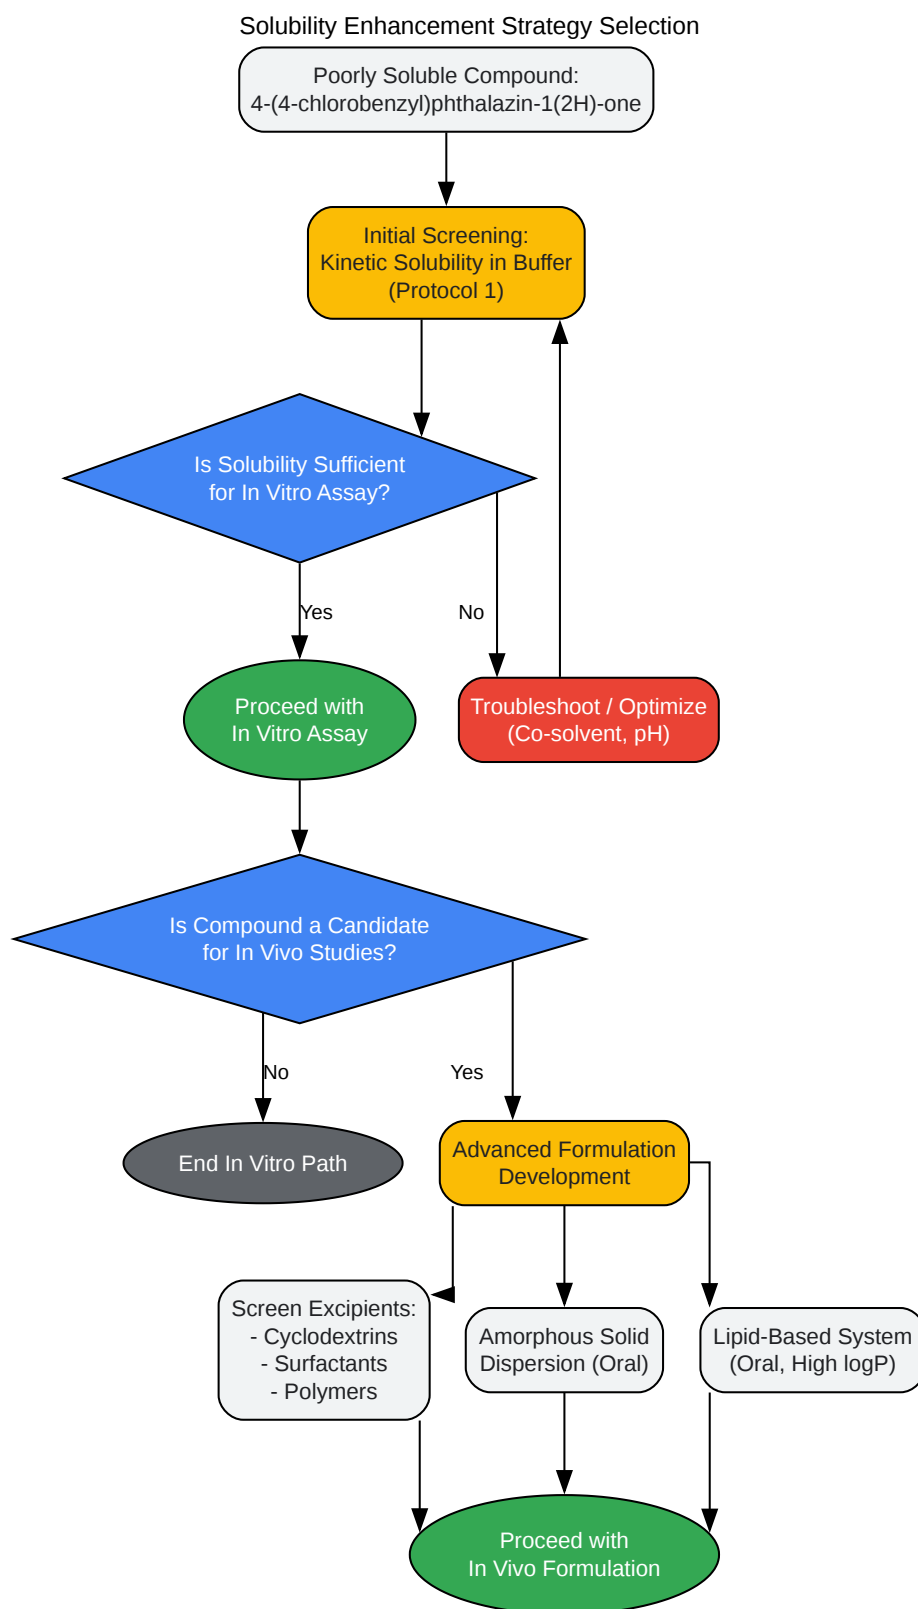 Solubility Enhancement Strategy Selection
Poorly Soluble Compound:
4-(4-chlorobenzyl)phthalazin-1(2H)-one
Initial Screening:
Kinetic Solubility in Buffer
(Protocol 1)
Is Solubility Sufficient
for In Vitro Assay?
Yes
No
Proceed with
In Vitro Assay
Troubleshoot / Optimize
(Co-solvent, pH)
Is Compound a Candidate
for In Vivo Studies?
No
Yes
End In Vitro Path
Advanced Formulation
Development
Screen Excipients:
- Cyclodextrins
- Surfactants
- Polymers
Amorphous Solid
Dispersion (Oral)
Lipid-Based System
(Oral, High logP)
Proceed with
In Vivo Formulation